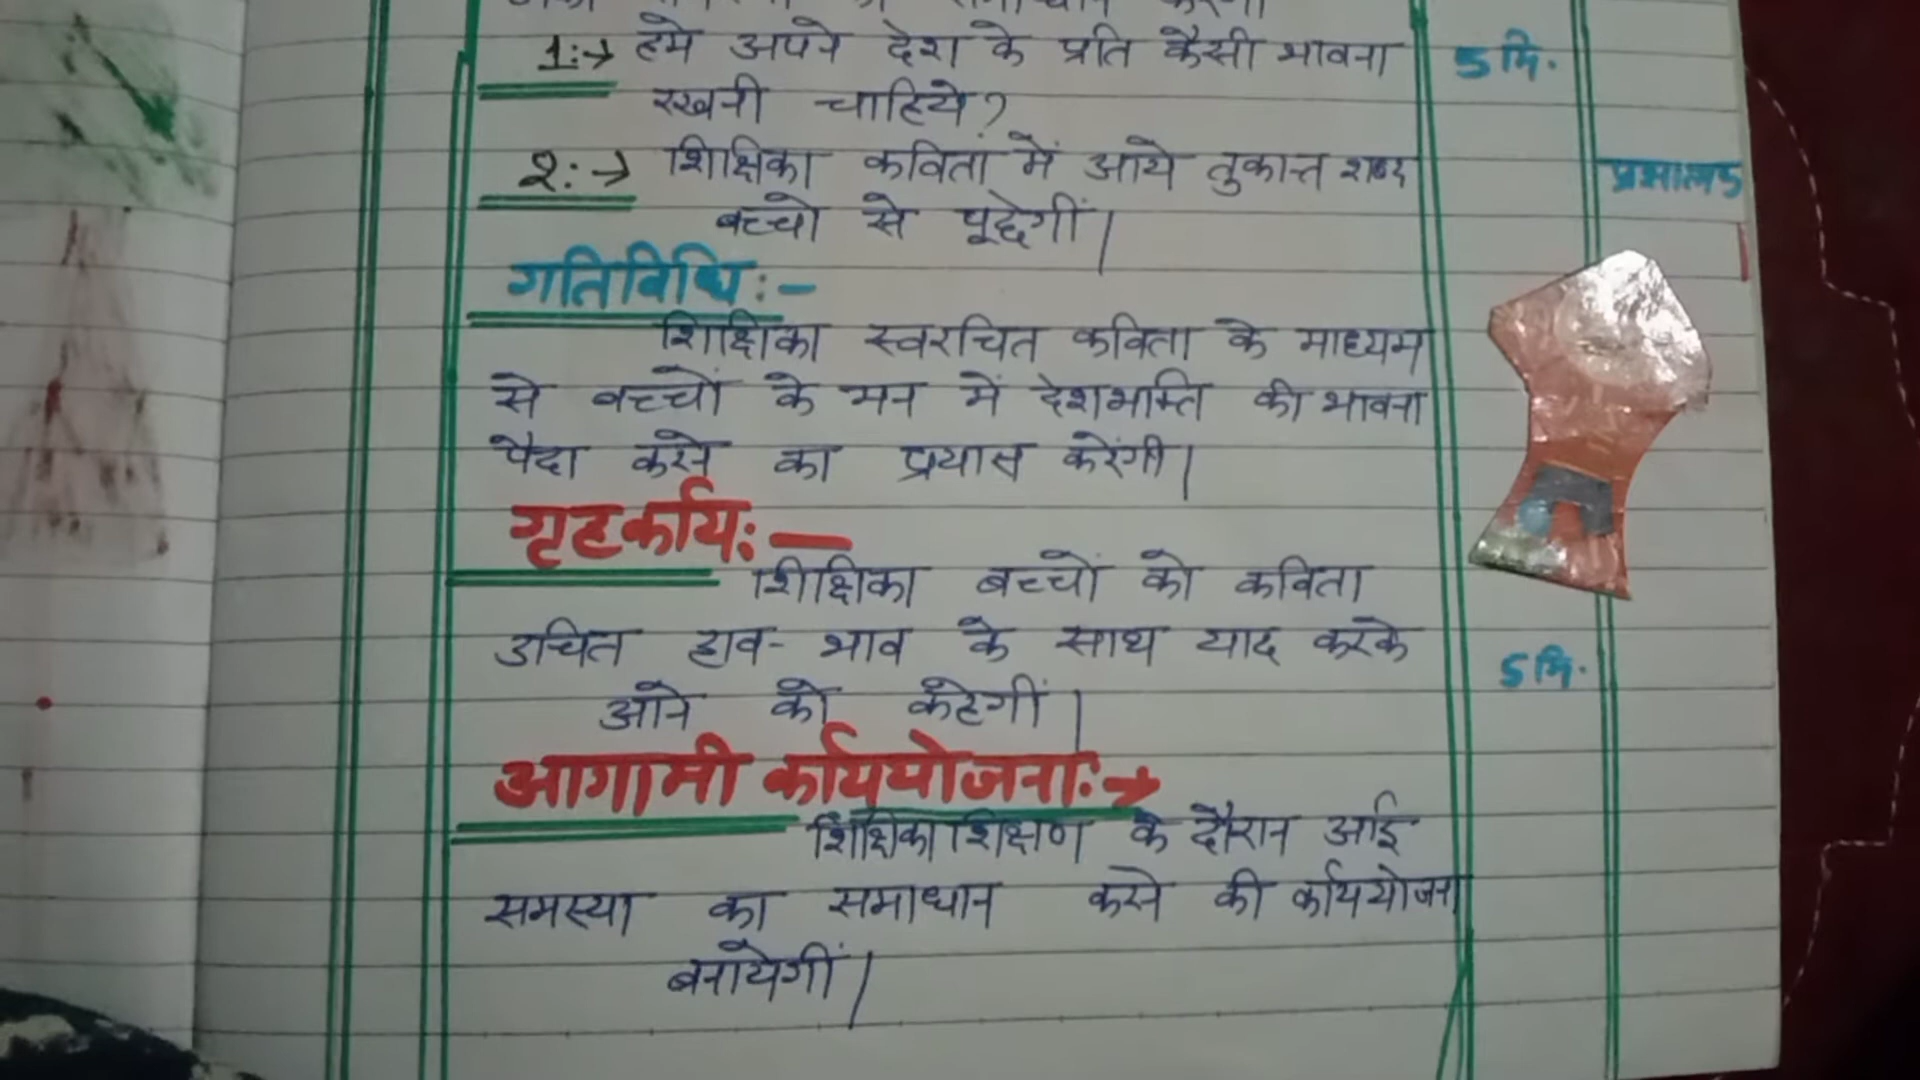 समाधान करेगी
1:→ हमे अपने देश के प्रति कैसी भावना
5 मि.
रखनी चाहिये?
2:→ शिक्षिका कविता में आये तुकान्त शब्द
बच्चो से पूछेगीं।
गतिविधि:-
शिक्षिका स्वरचित कविता के माध्यम
से बच्चों के मन में देशभक्ति की भावना
पैदा करने का प्रयास करेंगी।
गृहकार्य:—
शिक्षिका बच्चों को कविता
उचित हाव-भाव के साथ याद करके
5 मि.
आने को कहेगीं।
आगामी कार्ययोजना:→
शिक्षिका शिक्षण के दौरान आई
समस्या का समाधान करने की कार्ययोजना
बनायेगीं।